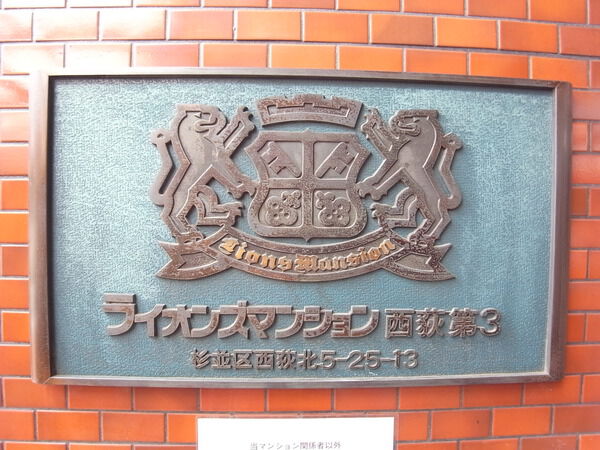 Lions Mansion
ライオンズマンション西荻第3
杉並区西荻北5-25-13
当マンション関係者以外